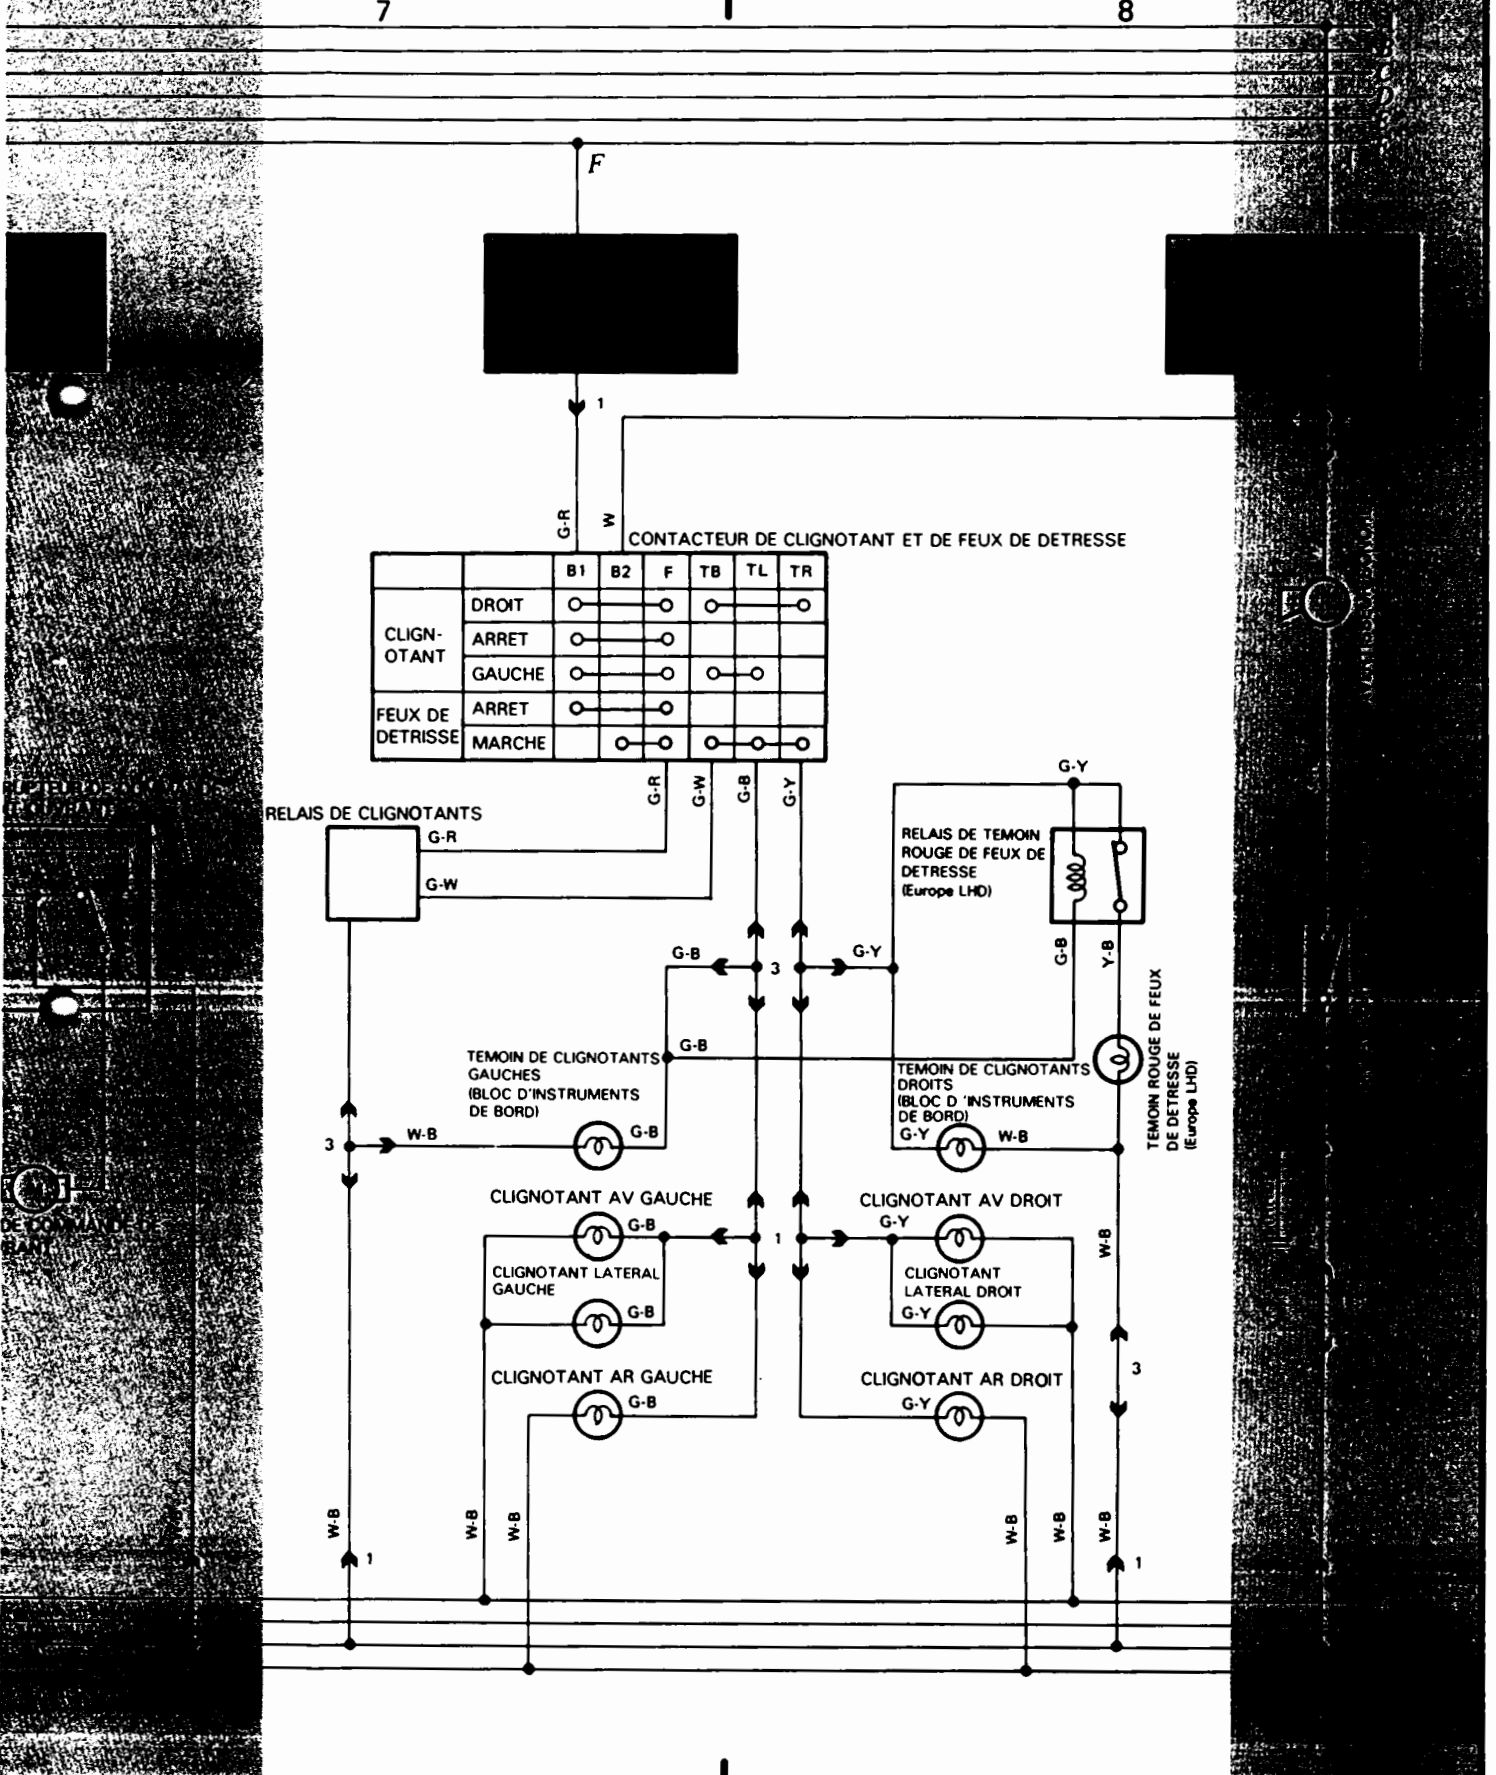 7
8
F
1
G-R
W
CONTACTEUR DE CLIGNOTANT ET DE FEUX DE DETRESSE
B1 B2 F TB TL TR
CLIGN-
OTANT
DROIT
ARRET
GAUCHE
FEUX DE
DETRISSE
ARRET
MARCHE
G-R
G-W
G-B
G-Y
G-Y
RELAIS DE CLIGNOTANTS
G-R
G-W
RELAIS DE TEMOIN
ROUGE DE FEUX DE
DETRESSE
(Europe LHD)
G-B
Y-B
G-B
3
G-Y
TEMOIN ROUGE DE FEUX
DE DETRESSE
(Europe LHD)
G-B
TEMOIN DE CLIGNOTANTS
GAUCHES
(BLOC D'INSTRUMENTS
DE BORD)
TEMOIN DE CLIGNOTANTS
DROITS
(BLOC D 'INSTRUMENTS
DE BORD)
3
W-B
G-B
G-Y
W-B
CLIGNOTANT AV GAUCHE
CLIGNOTANT AV DROIT
G-B
1
G-Y
W-B
CLIGNOTANT LATERAL
GAUCHE
G-B
CLIGNOTANT
LATERAL DROIT
G-Y
3
CLIGNOTANT AR GAUCHE
CLIGNOTANT AR DROIT
G-B
G-Y
W-B
W-B
W-B
W-B
W-B
W-B
1
1